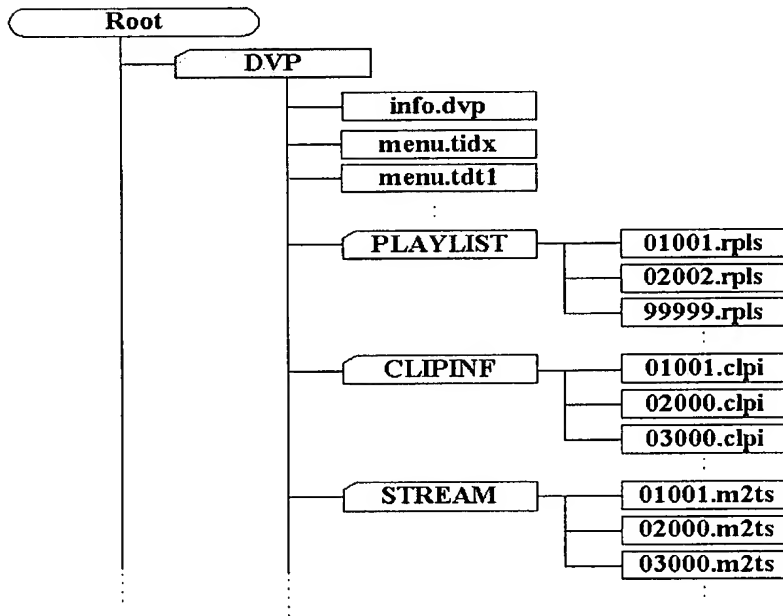 Root
DVP
info.dvp
menu.tidx
menu.tdt1
PLAYLIST
01001.rpls
02002.rpls
99999.rpls
CLIPINF
01001.clpi
02000.clpi
03000.clpi
STREAM
01001.m2ts
02000.m2ts
03000.m2ts